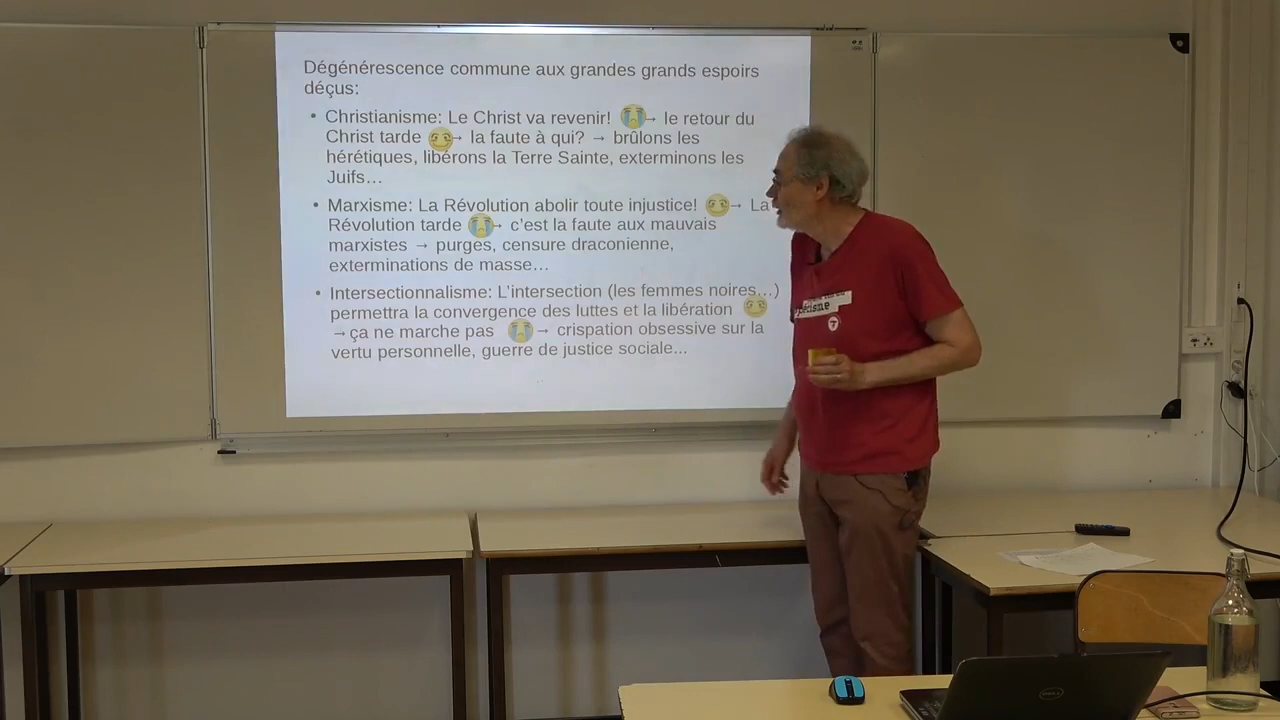 Dégénérescence commune aux grandes grands espoirs
déçus:
• Christianisme: Le Christ va revenir! → le retour du
Christ tarde → la faute à qui? → brûlons les
hérétiques, libérons la Terre Sainte, exterminons les
Juifs…
• Marxisme: La Révolution abolir toute injustice! → La
Révolution tarde → c'est la faute aux mauvais
marxistes → purges, censure draconienne,
exterminations de masse…
• Intersectionnalisme: L'intersection (les femmes noires…)
permettra la convergence des luttes et la libération
→ça ne marche pas → crispation obsessive sur la
vertu personnelle, guerre de justice sociale...